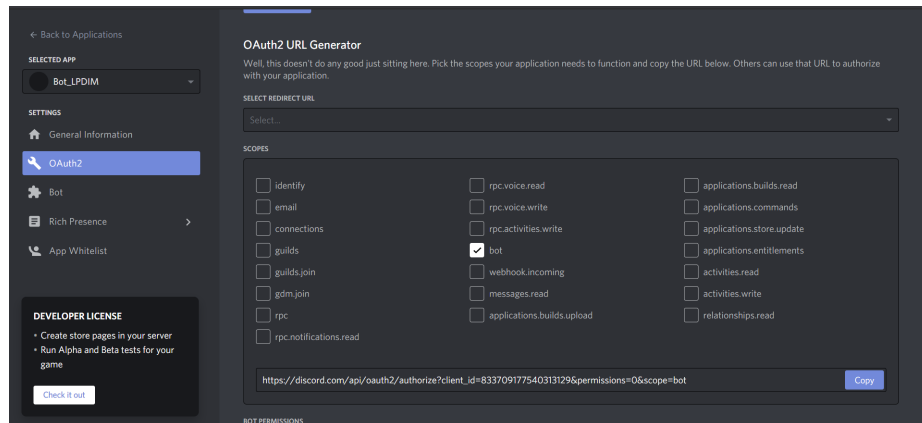 ← Back to Applications
SELECTED APP
Bot_LPDIM
SETTINGS
General Information
OAuth2
Bot
Rich Presence
App Whitelist
DEVELOPER LICENSE
• Create store pages in your server
• Run Alpha and Beta tests for your
game
Check it out
OAuth2 URL Generator
Well, this doesn't do any good just sitting here. Pick the scopes your application needs to function and copy the URL below. Others can use that URL to authorize
with your application.
SELECT REDIRECT URL
Select...
SCOPES
identify
email
connections
guilds
guilds.join
gdm.join
rpc
rpc.notifications.read
rpc.voice.read
rpc.voice.write
rpc.activities.write
bot
webhook.incoming
messages.read
applications.builds.upload
applications.builds.read
applications.commands
applications.store.update
applications.entitlements
activities.read
activities.write
relationships.read
https://discord.com/api/oauth2/authorize?client_id=833709177540313129&permissions=0&scope=bot
Copy
BOT PERMISSIONS